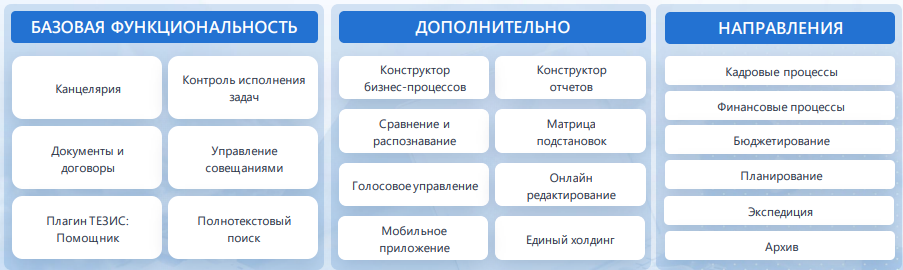 БАЗОВАЯ ФУНКЦИОНАЛЬНОСТЬ
Канцелярия
Контроль исполнения
задач
Документы и
договоры
Управление
совещаниями
Плагин ТЕЗИС:
Помощник
Полнотекстовый
поиск
ДОПОЛНИТЕЛЬНО
Конструктор
бизнес-процессов
Конструктор
отчетов
Сравнение и
распознавание
Матрица
подстановок
Голосовое управление
Онлайн
редактирование
Мобильное
приложение
Единый холдинг
НАПРАВЛЕНИЯ
Кадровые процессы
Финансовые процессы
Бюджетирование
Планирование
Экспедиция
Архив